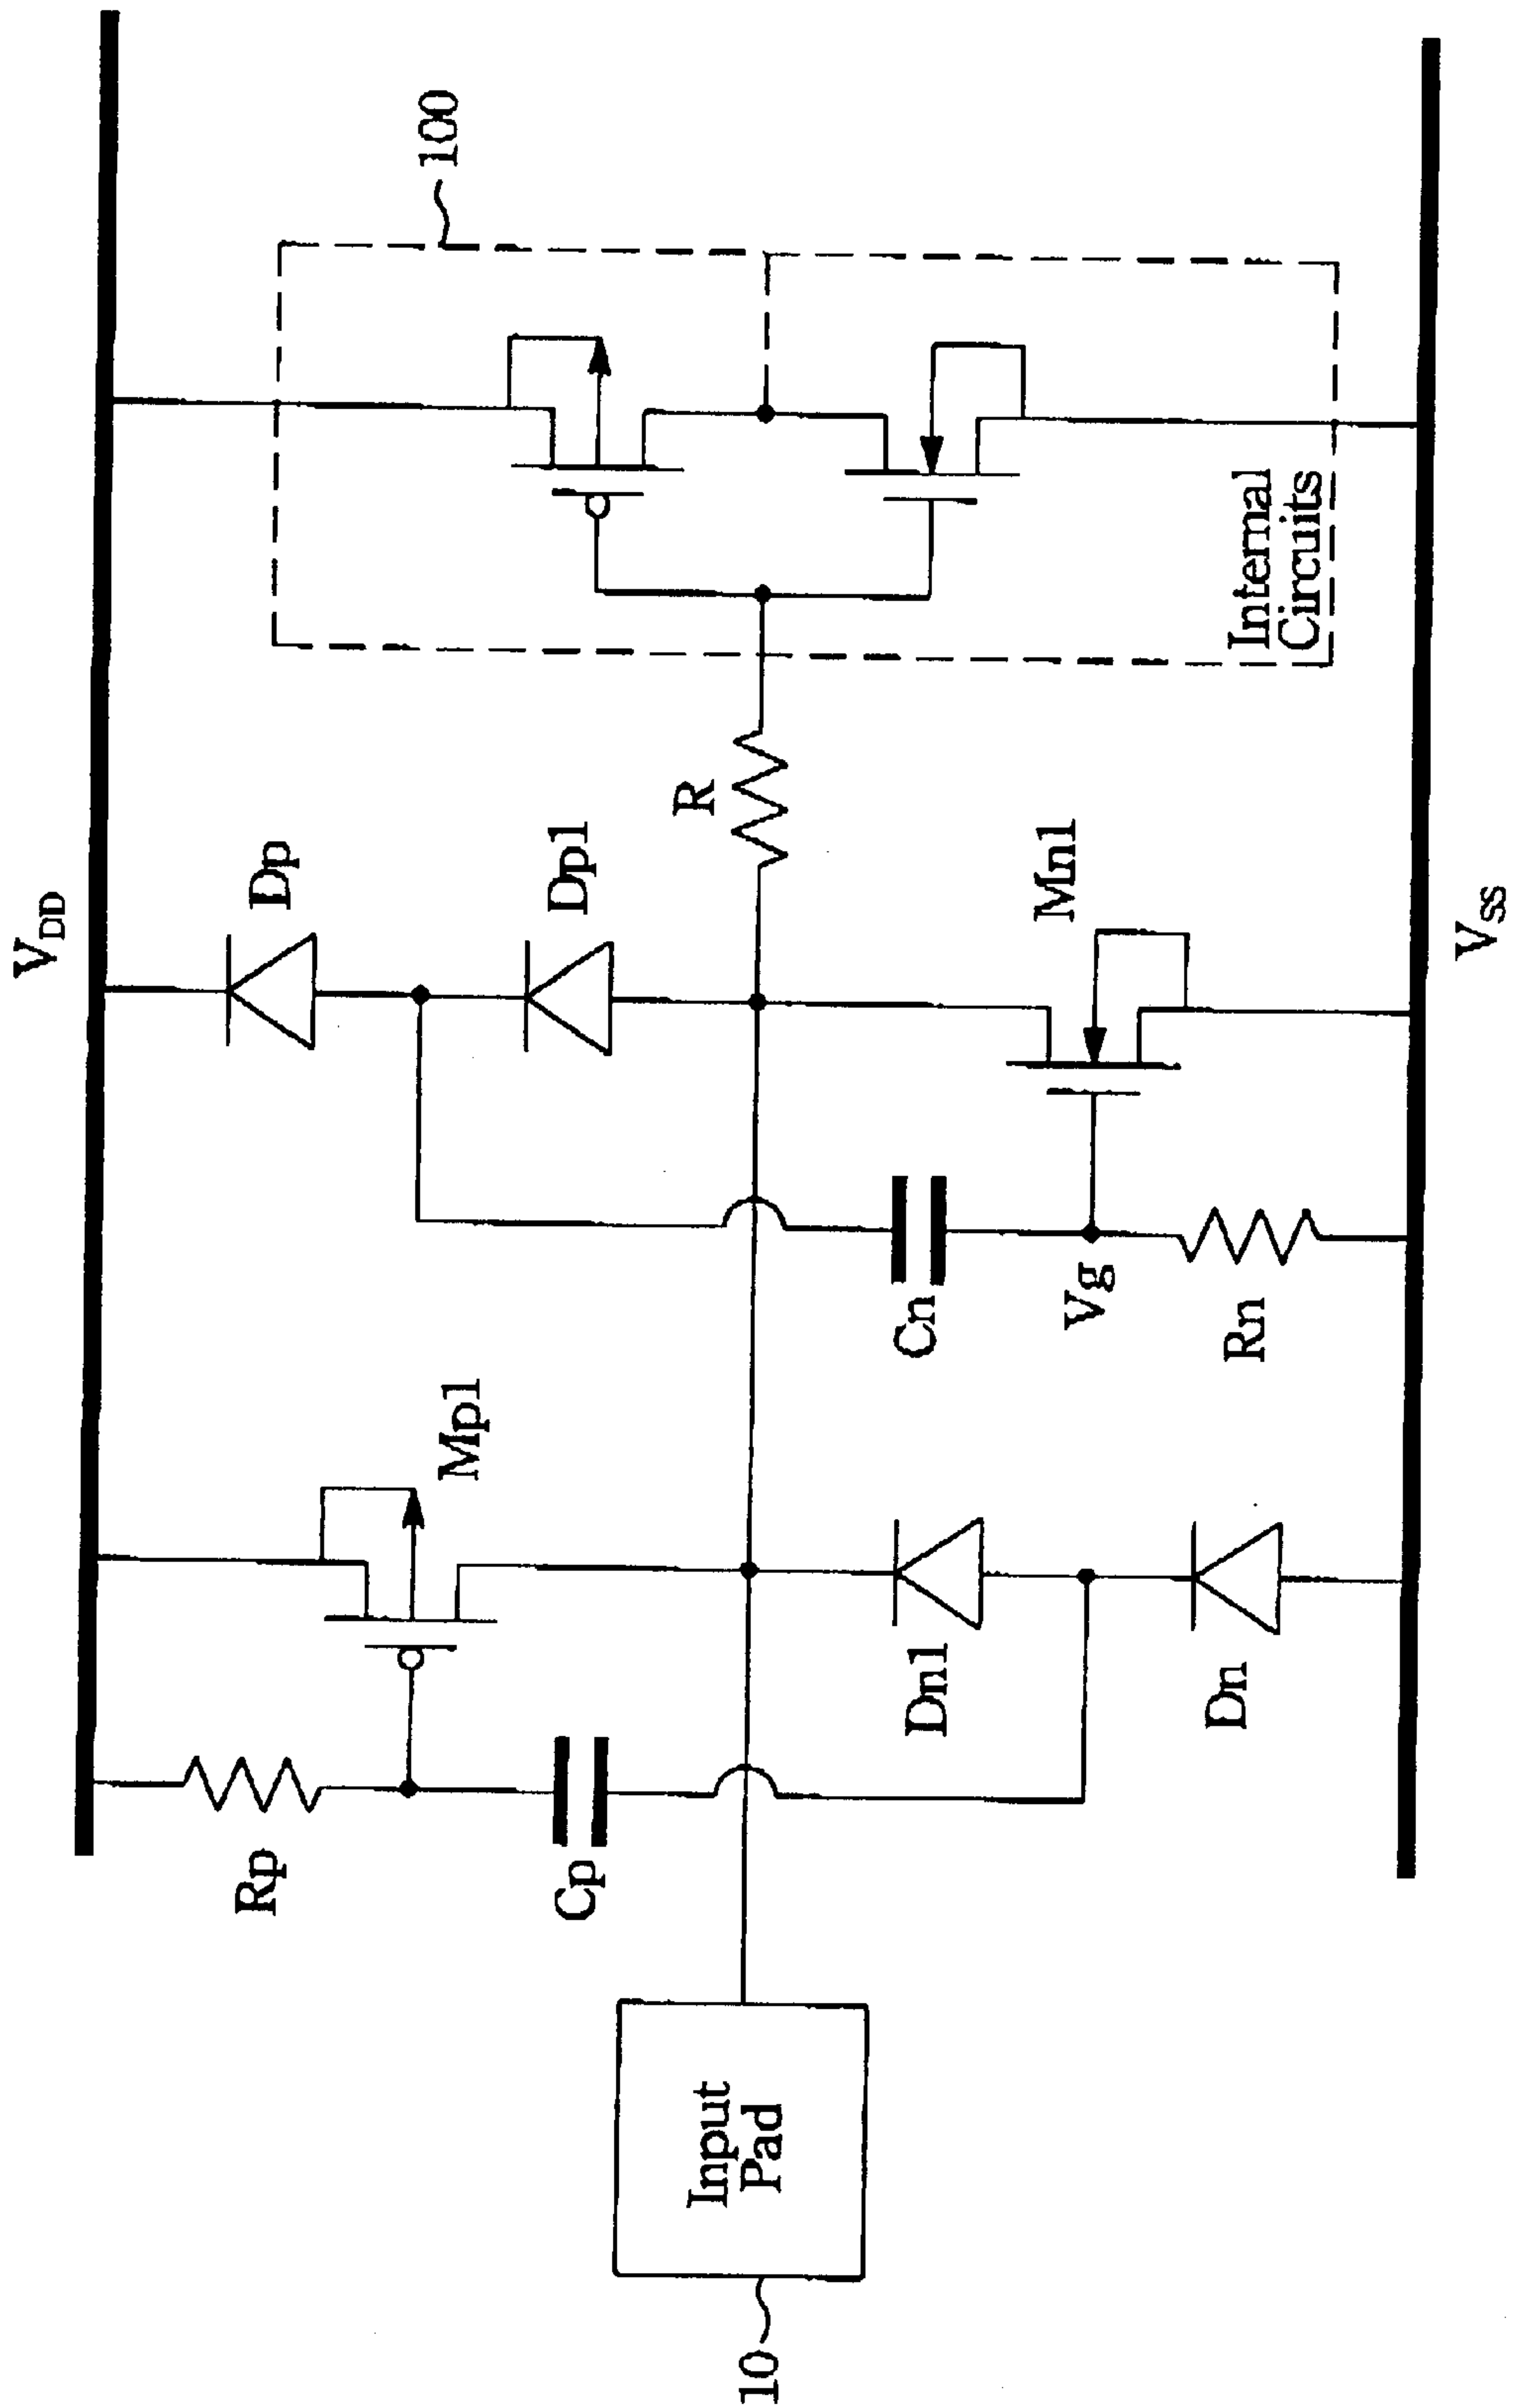 VDD
100
Dp
Dp1
R
Mn1
Mp1
Rp
Cp
Cn
Vg
Rn
Dn1
Dn
Internal
Circuits
VSS
Input
Pad
10